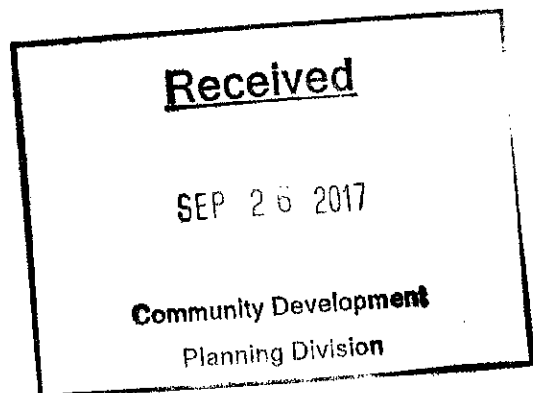 Received
SEP 26 2017
Community Development
Planning Division